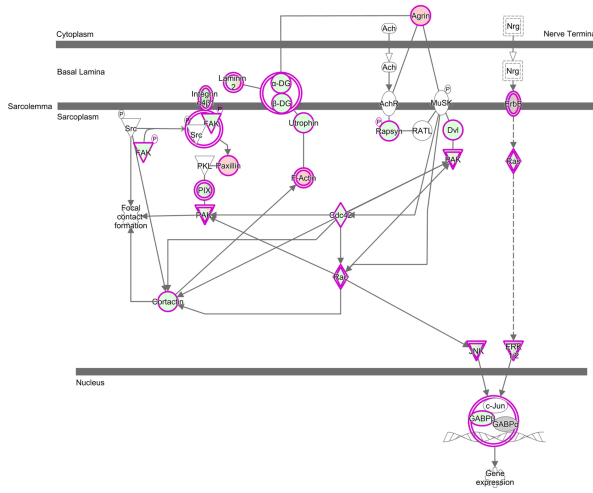 Agrin
Nrg
Cytoplasm
Ach
Nerve Termina
Ach
Nrg
Basal Lamina
Laminin
2
α-DG
Integrin
α4β1
β-DG
AchR
MuSK
P
ErbB
Sarcolemma
Sarcoplasm
P
Src
P
FAK
Src
Utrophin
P
Rapsyn
RATL
Dvl
P
FAK
PKL
Paxillin
PAK
Ras
F-Actin
PIX
PAK
Focal
contact
formation
Cdc42
Rac
Cortactin
JNK
ERK
1/2
Nucleus
c-Jun
GABPβ
GABPα
Gene
expression